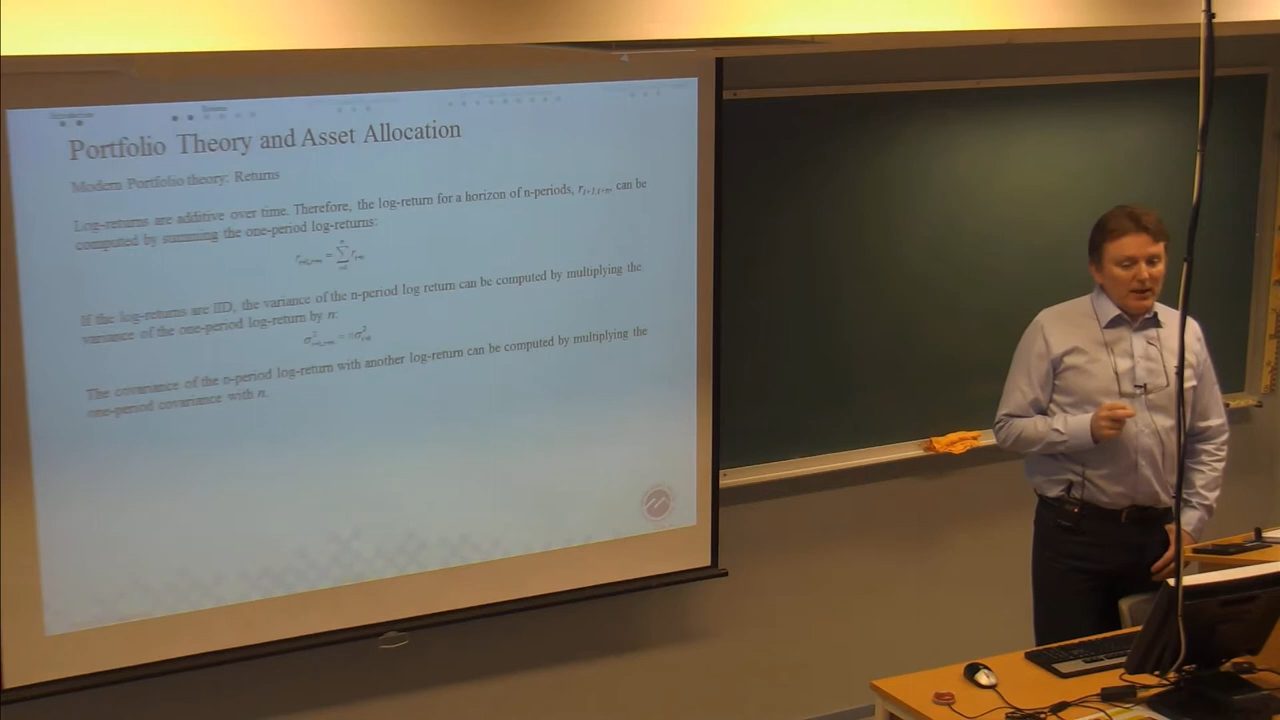 Returns
Portfolio Theory and Asset Allocation
Modern Portfolio theory: Returns
Log-returns are additive over time. Therefore, the log-return for a horizon of n-periods, r_{t+1,t+n}, can be
computed by summing the one-period log-returns:
If the log-returns are IID, the variance of the n-period log return can be computed by multiplying the
variance of the one-period log-return by n:
The covariance of the n-period log-return with another log-return can be computed by multiplying the
one-period covariance with n.